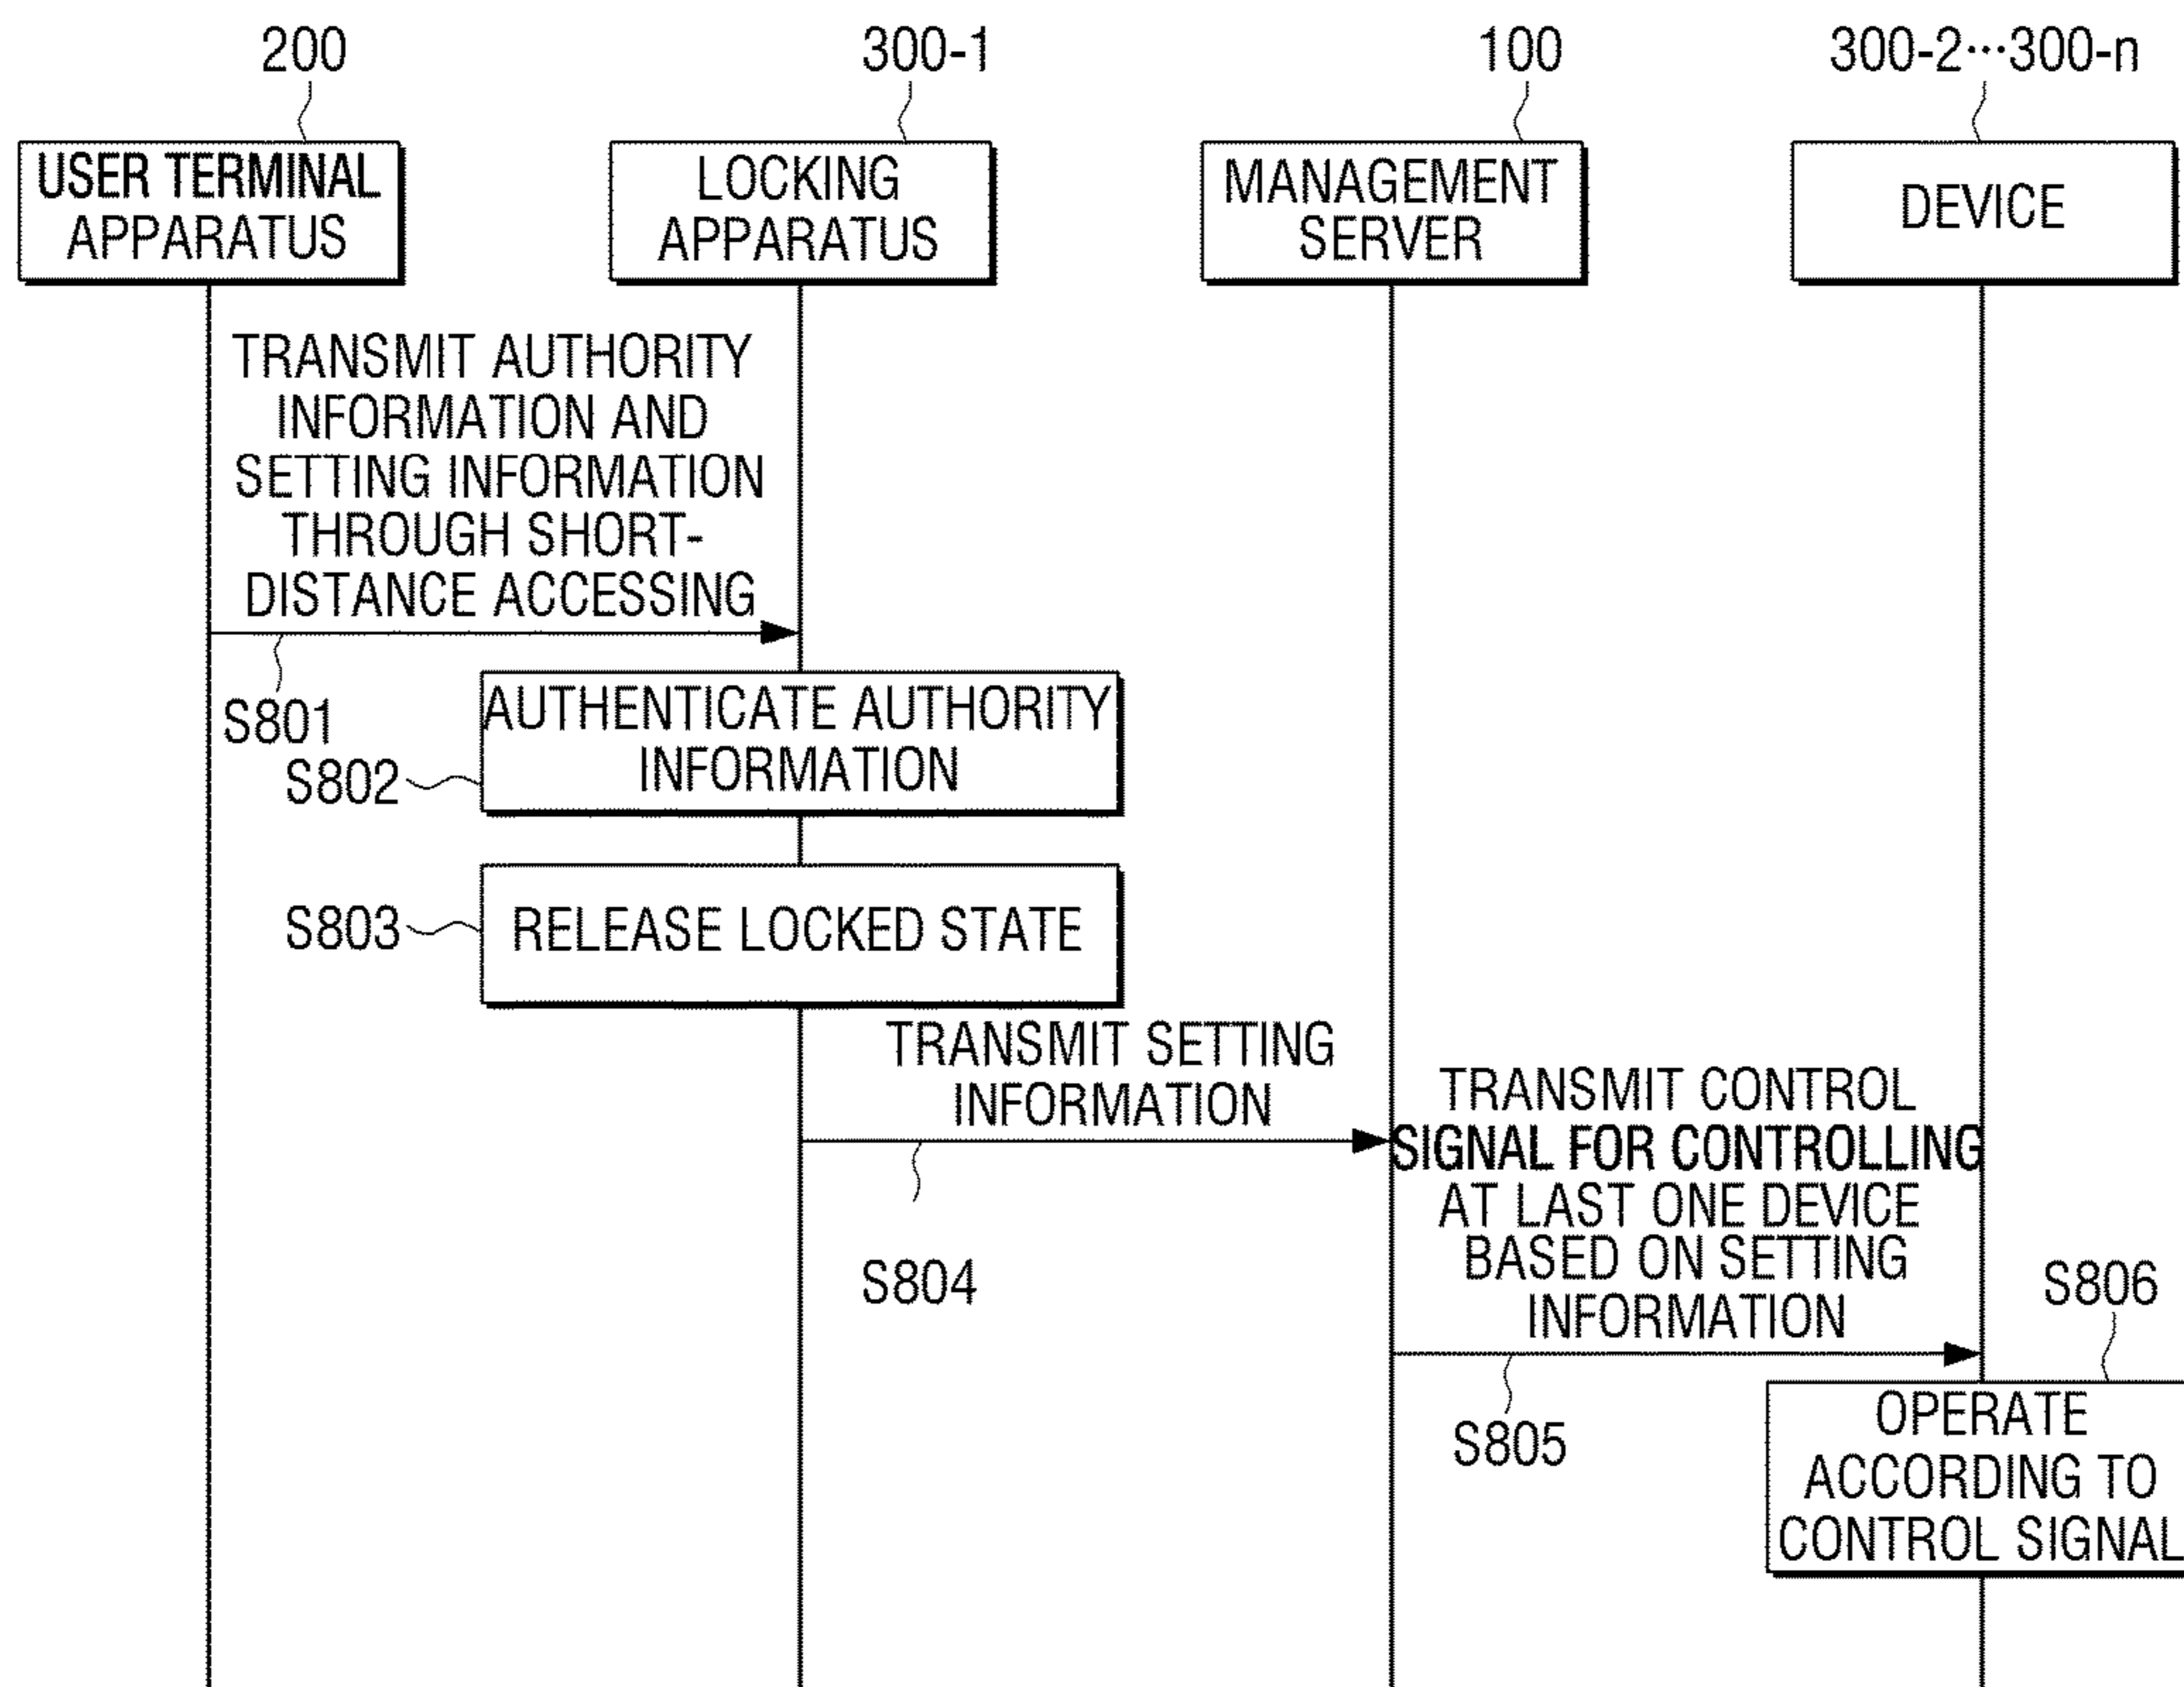 200
300-1
100
300-2···300-n
USER TERMINAL
APPARATUS
LOCKING
APPARATUS
MANAGEMENT
SERVER
DEVICE
TRANSMIT AUTHORITY
INFORMATION AND
SETTING INFORMATION
THROUGH SHORT-
DISTANCE ACCESSING
S801
AUTHENTICATE AUTHORITY
INFORMATION
S802
RELEASE LOCKED STATE
S803
TRANSMIT SETTING
INFORMATION
S804
TRANSMIT CONTROL
SIGNAL FOR CONTROLLING
AT LAST ONE DEVICE
BASED ON SETTING
INFORMATION
S805
S806
OPERATE
ACCORDING TO
CONTROL SIGNAL